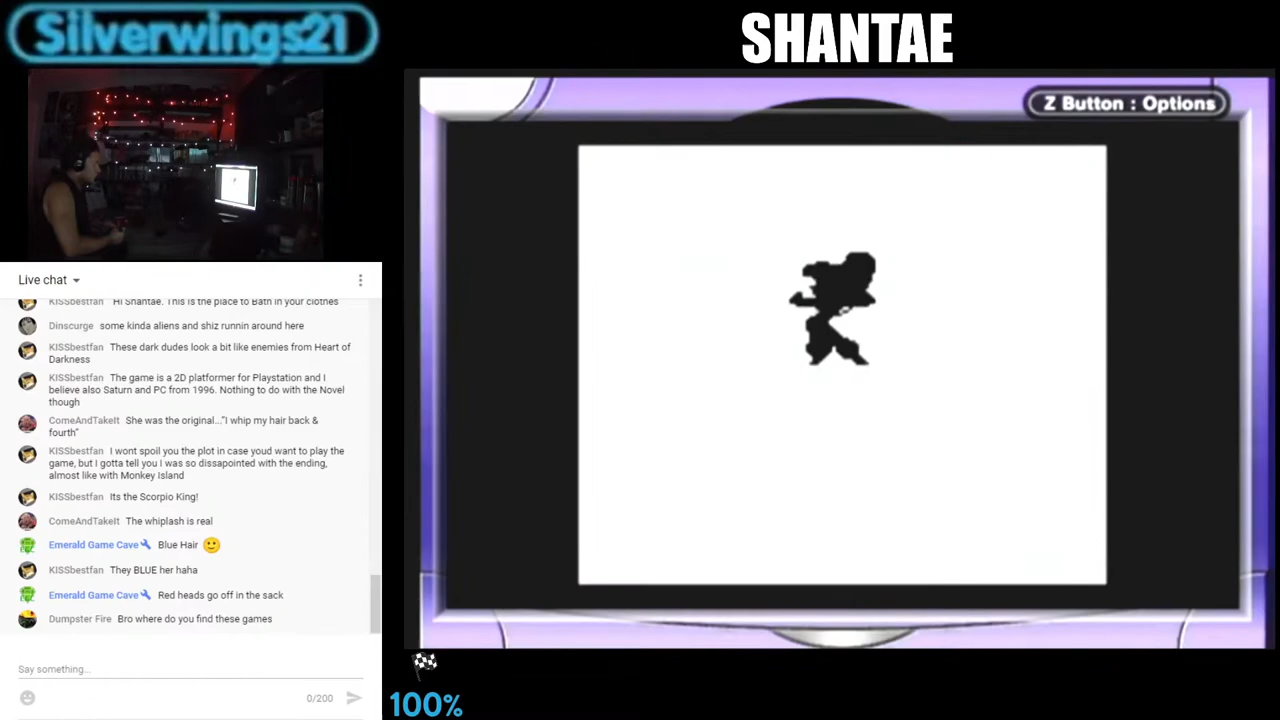 Silverwings21
SHANTAE
Z Button : Options
Live chat
KISSbestfan Hi Shantae. This is the place to Bath in your clothes
Dinscurge some kinda aliens and shiz runnin around here
KISSbestfan These dark dudes look a bit like enemies from Heart of
Darkness
KISSbestfan The game is a 2D platformer for Playstation and I
believe also Saturn and PC from 1996. Nothing to do with the Novel
though
ComeAndTakeIt She was the original..."I whip my hair back &
fourth"
KISSbestfan I wont spoil you the plot in case youd want to play the
game, but I gotta tell you I was so dissapointed with the ending,
almost like with Monkey Island
KISSbestfan Its the Scorpio King!
ComeAndTakeIt The whiplash is real
Emerald Game Cave Blue Hair
KISSbestfan They BLUE her haha
Emerald Game Cave Red heads go off in the sack
Dumpster Fire Bro where do you find these games
Say something...
0/200
100%